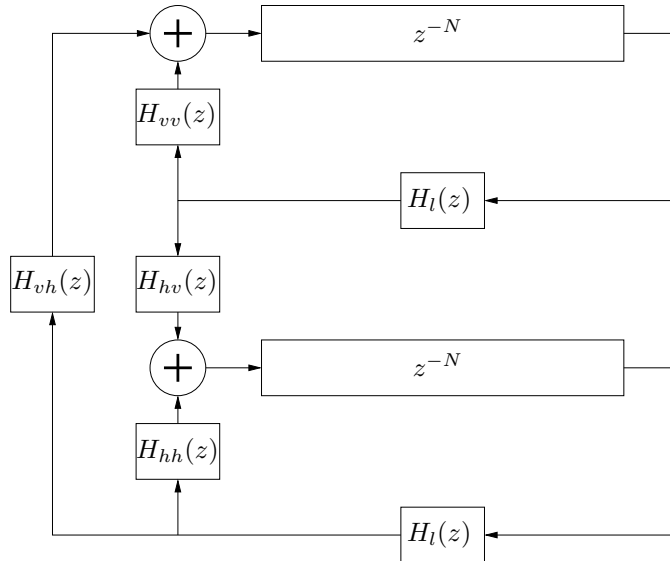 +
z^{-N}
H_{vv}(z)
H_l(z)
H_{vh}(z)
H_{hv}(z)
+
z^{-N}
H_{hh}(z)
H_l(z)